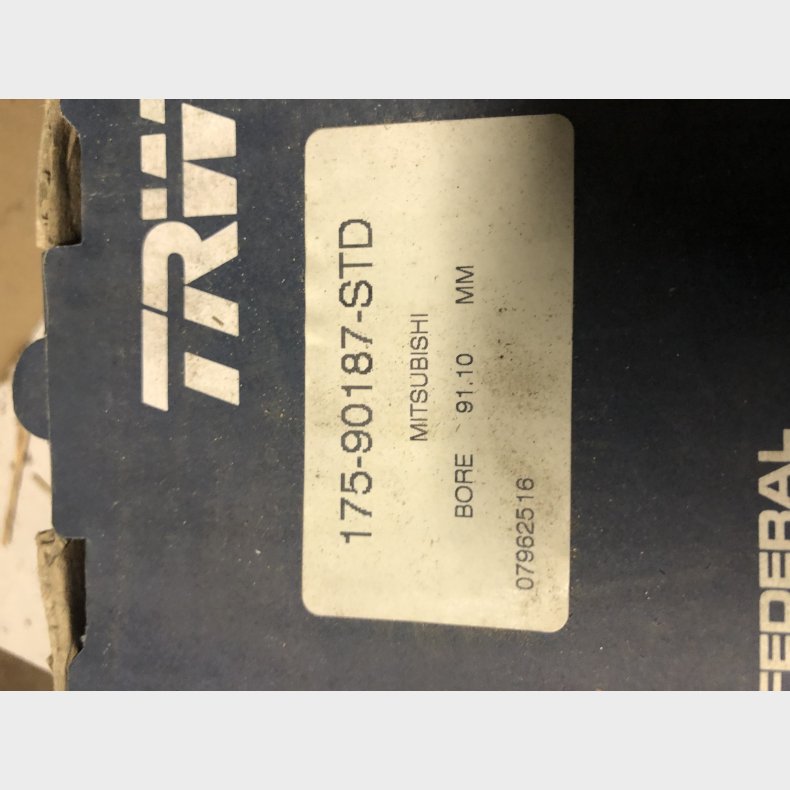 TRW
175-90187-STD
MITSUBISHI
BORE 91.10 MM
07962516
FEDERAL